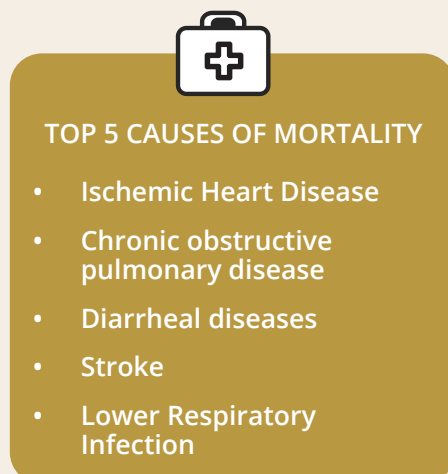 TOP 5 CAUSES OF MORTALITY
• Ischemic Heart Disease
• Chronic obstructive
pulmonary disease
• Diarrheal diseases
• Stroke
• Lower Respiratory
Infection